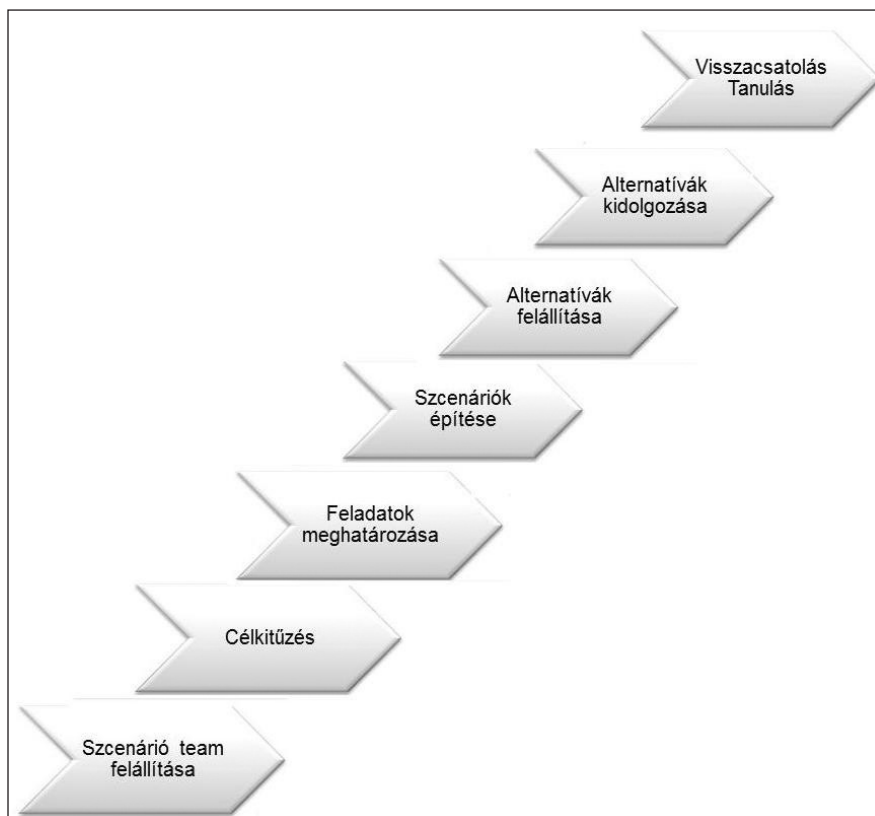 Visszacsatolás
Tanulás
Alternatívák
kidolgozása
Alternatívák
felállítása
Szcenáriók
építése
Feladatok
meghatározása
Célkitűzés
Szcenárió team
felállítása